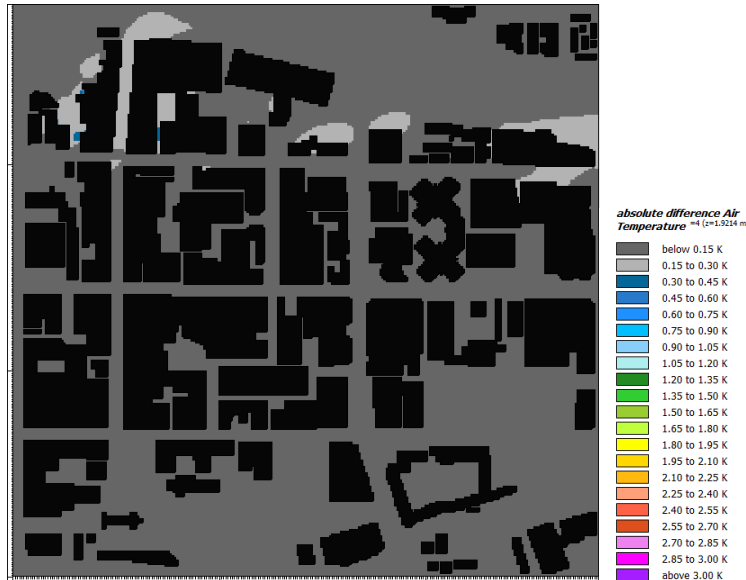 absolute difference Air
Temperature =4 (z=1.9214 m
below 0.15 K
0.15 to 0.30 K
0.30 to 0.45 K
0.45 to 0.60 K
0.60 to 0.75 K
0.75 to 0.90 K
0.90 to 1.05 K
1.05 to 1.20 K
1.20 to 1.35 K
1.35 to 1.50 K
1.50 to 1.65 K
1.65 to 1.80 K
1.80 to 1.95 K
1.95 to 2.10 K
2.10 to 2.25 K
2.25 to 2.40 K
2.40 to 2.55 K
2.55 to 2.70 K
2.70 to 2.85 K
2.85 to 3.00 K
above 3.00 K